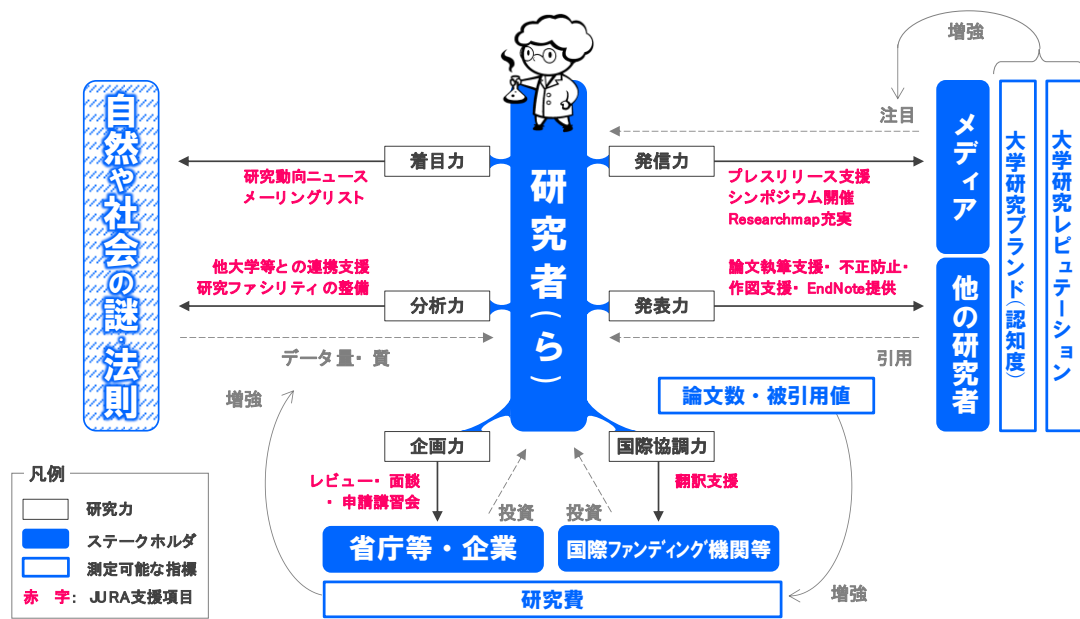 増強
注目
自然や社会の謎・法則
着目力
研究動向ニュース
メーリングリスト
他大学等との連携支援
研究ファシリティの整備
分析力
データ量・質
増強
研究者(ら)
発信力
プレスリリース支援
シンポジウム開催
Researchmap充実
論文執筆支援・不正防止・
作図支援・EndNote提供
発表力
引用
メディア
他の研究者
大学研究ブランド(認知度)
大学研究レピュテーション
論文数・被引用値
企画力
国際協調力
レビュー・面談
・申請講習会
翻訳支援
投資
投資
省庁等・企業
国際ファンディング機関等
研究費
増強
凡例
研究力
ステークホルダ
測定可能な指標
赤 字: JURA支援項目